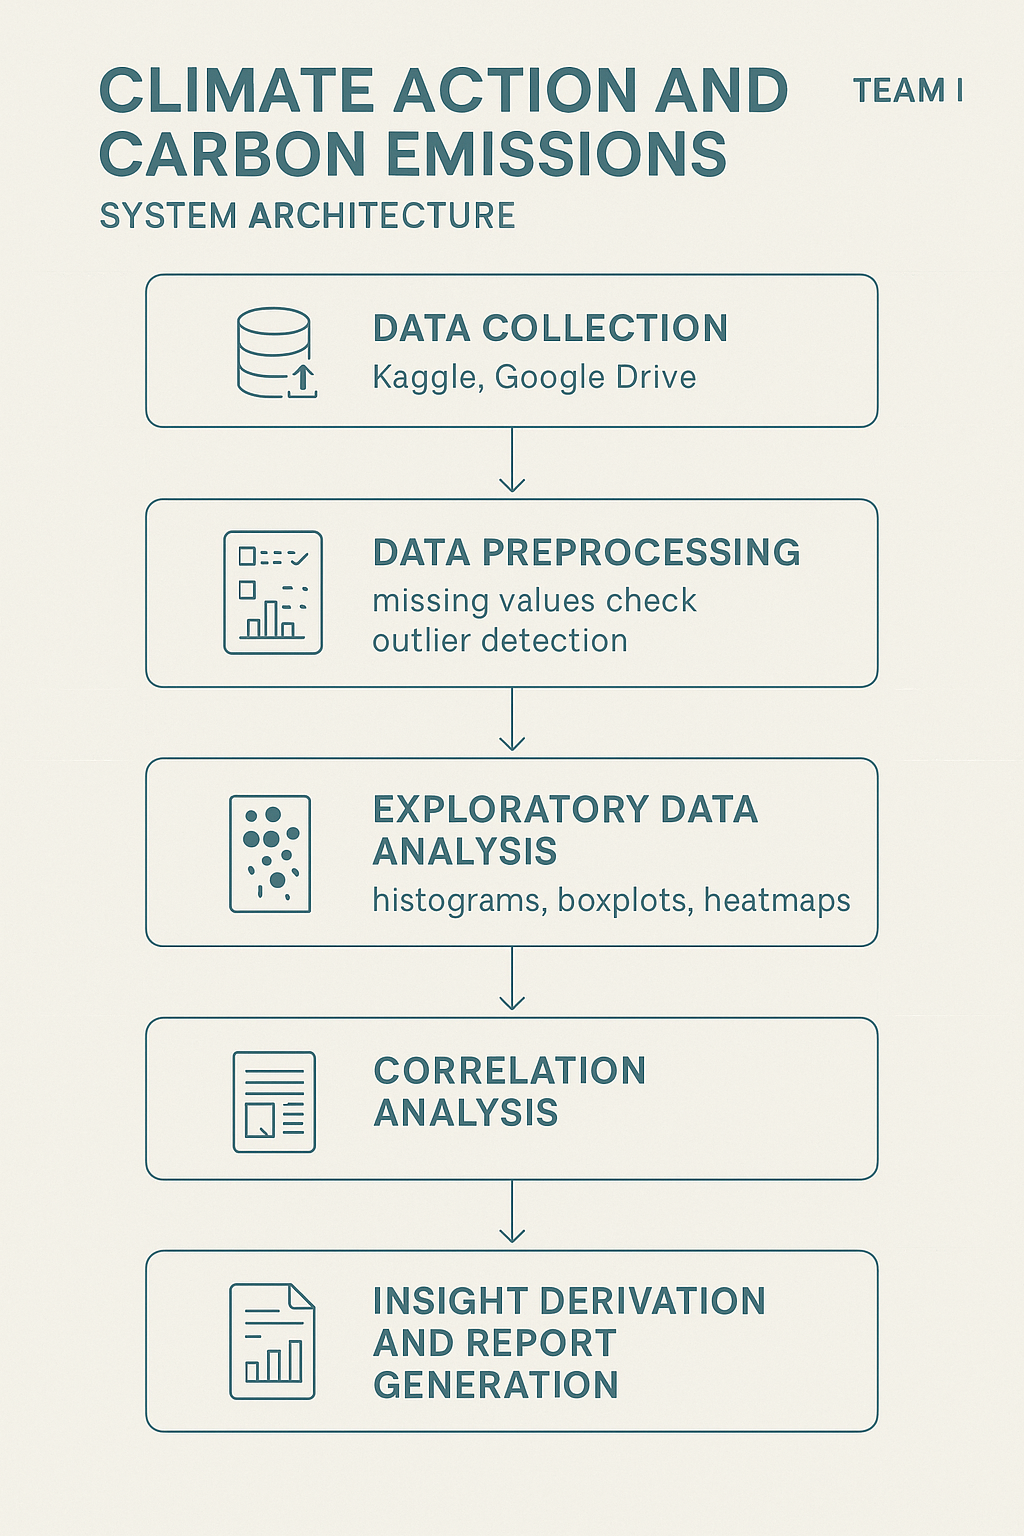 CLIMATE ACTION AND
CARBON EMISSIONS
TEAM I
SYSTEM ARCHITECTURE
DATA COLLECTION
Kaggle, Google Drive
DATA PREPROCESSING
missing values check
outlier detection
EXPLORATORY DATA
ANALYSIS
histograms, boxplots, heatmaps
CORRELATION
ANALYSIS
INSIGHT DERIVATION
AND REPORT
GENERATION